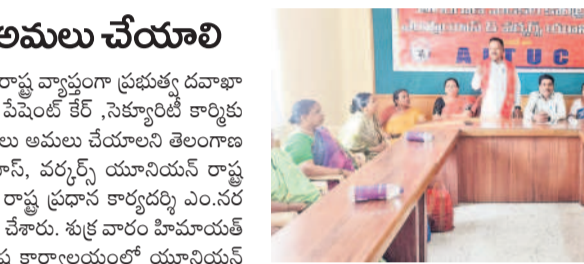 అమలు చేయాలి
రాష్ట్ర వ్యాప్తంగా ప్రభుత్వ దవాఖా
పేషెంట్ కేర్ ,సెక్యూరిటీ కార్మికు
లు అమలు చేయాలని తెలంగాణ
వర్కర్స్ యూనియన్ రాష్ట్ర
రాష్ట్ర ప్రధాన కార్యదర్శి ఎం.నర
చేశారు. శుక్ర వారం హిమాయత్
కార్యాలయంలో యూనియన్
AITUC